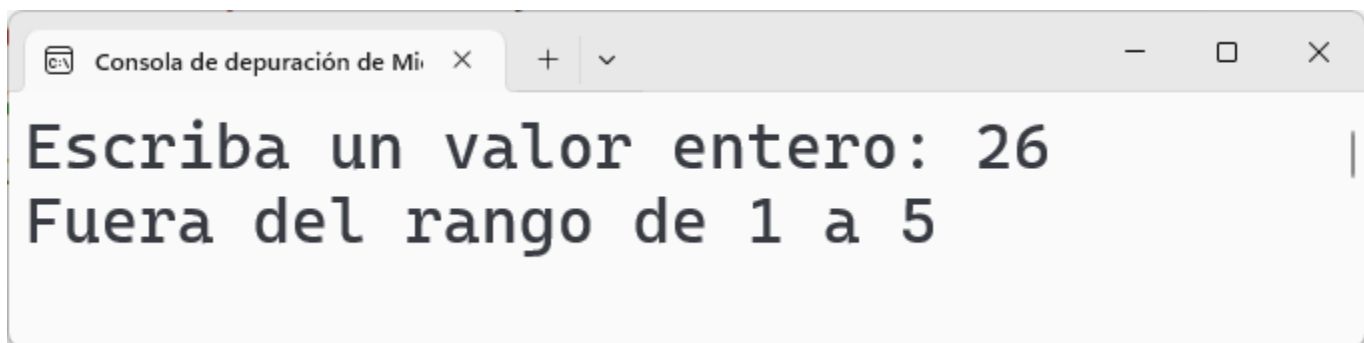 Consola de depuración de Mi
Escriba un valor entero: 26
Fuera del rango de 1 a 5